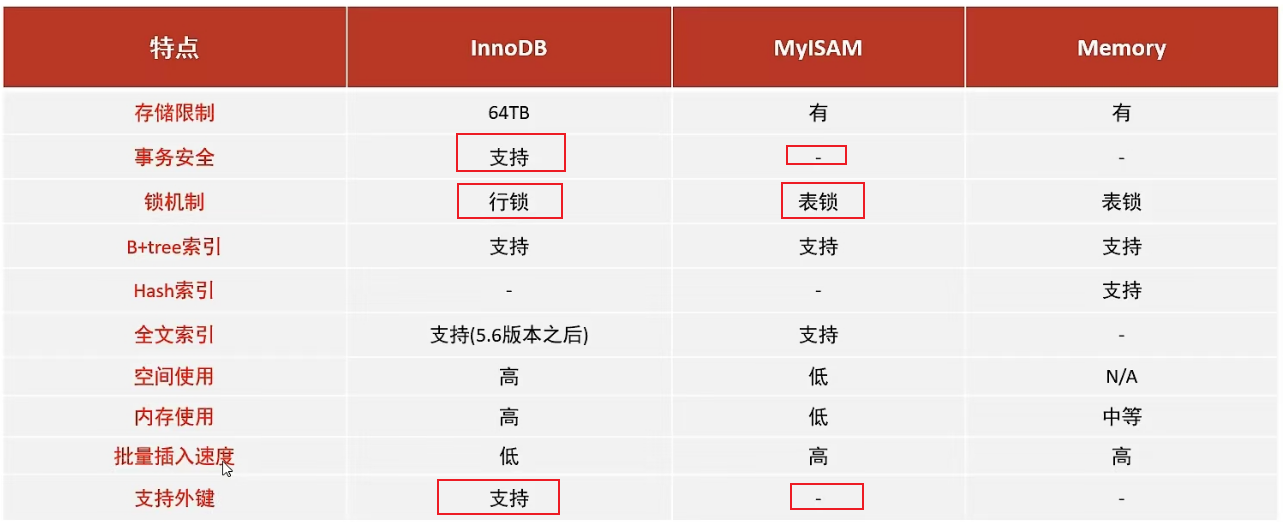 特点 InnoDB MyISAM Memory
存储限制 64TB 有 有
事务安全 支持 - -
锁机制 行锁 表锁 表锁
B+tree索引 支持 支持 支持
Hash索引 - - 支持
全文索引 支持(5.6版本之后) 支持 -
空间使用 高 低 N/A
内存使用 高 低 中等
批量插入速度 低 高 高
支持外键 支持 - -